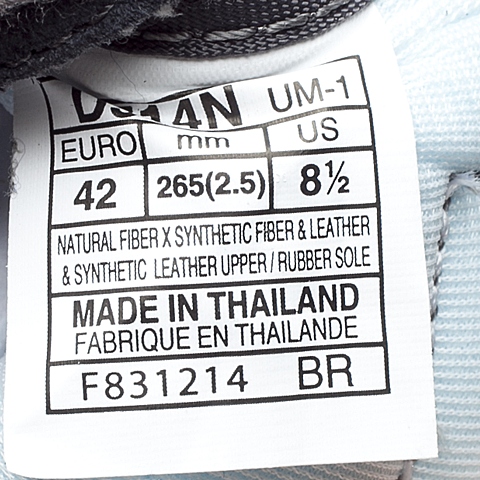 UM-1
EURO mm US
42 265(2.5) 8½
NATURAL FIBER X SYNTHETIC FIBER & LEATHER
& SYNTHETIC LEATHER UPPER / RUBBER SOLE
MADE IN THAILAND
FABRIQUE EN THAILANDE
F831214 BR